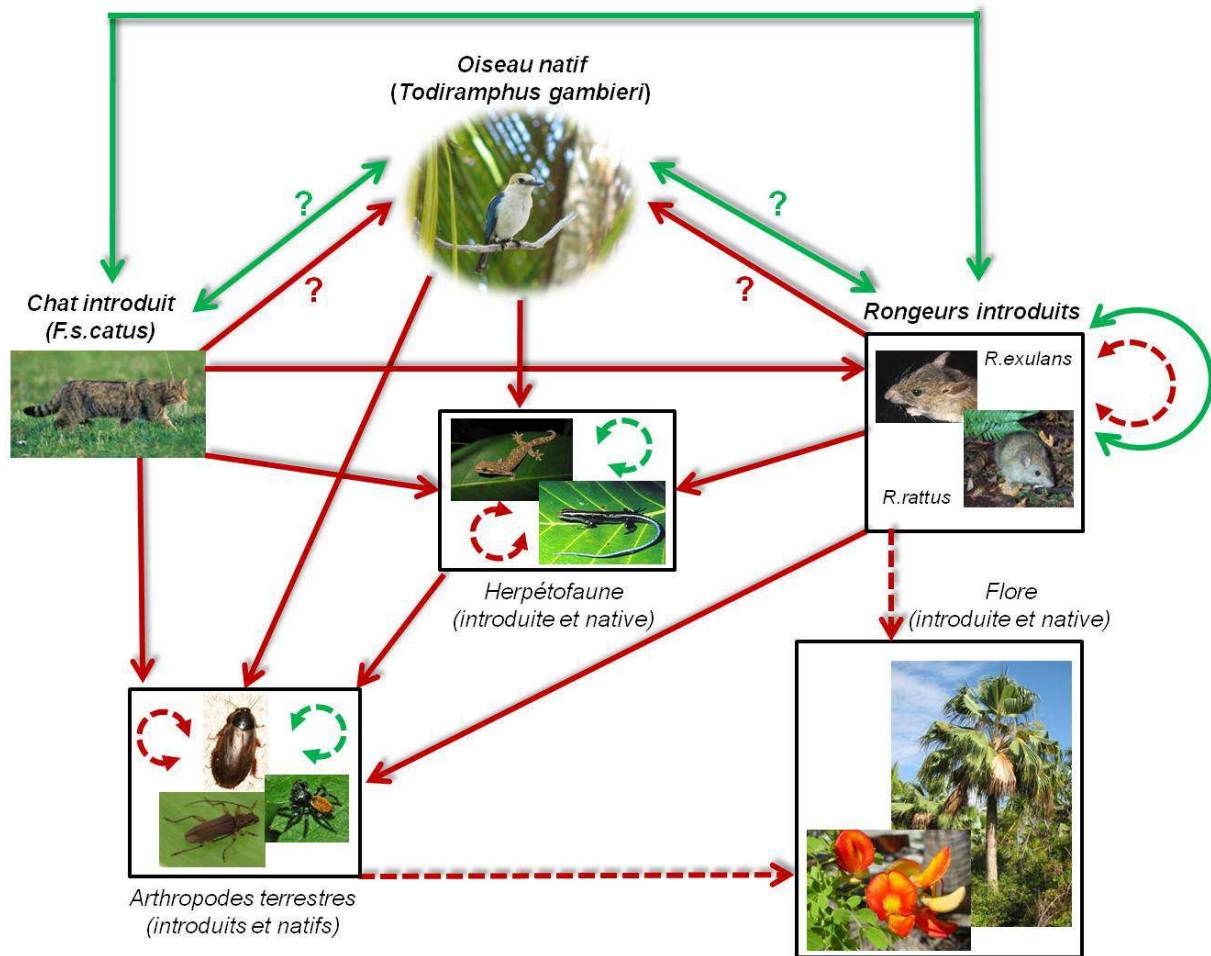 Oiseau natif
(Todiramphus gambieri)
?
?
?
?
Chat introduit
(F.s.catus)
Rongeurs introduits
R.exulans
R.rattus
Herpétofaune
(introduite et native)
Flore
(introduite et native)
Arthropodes terrestres
(introduits et natifs)